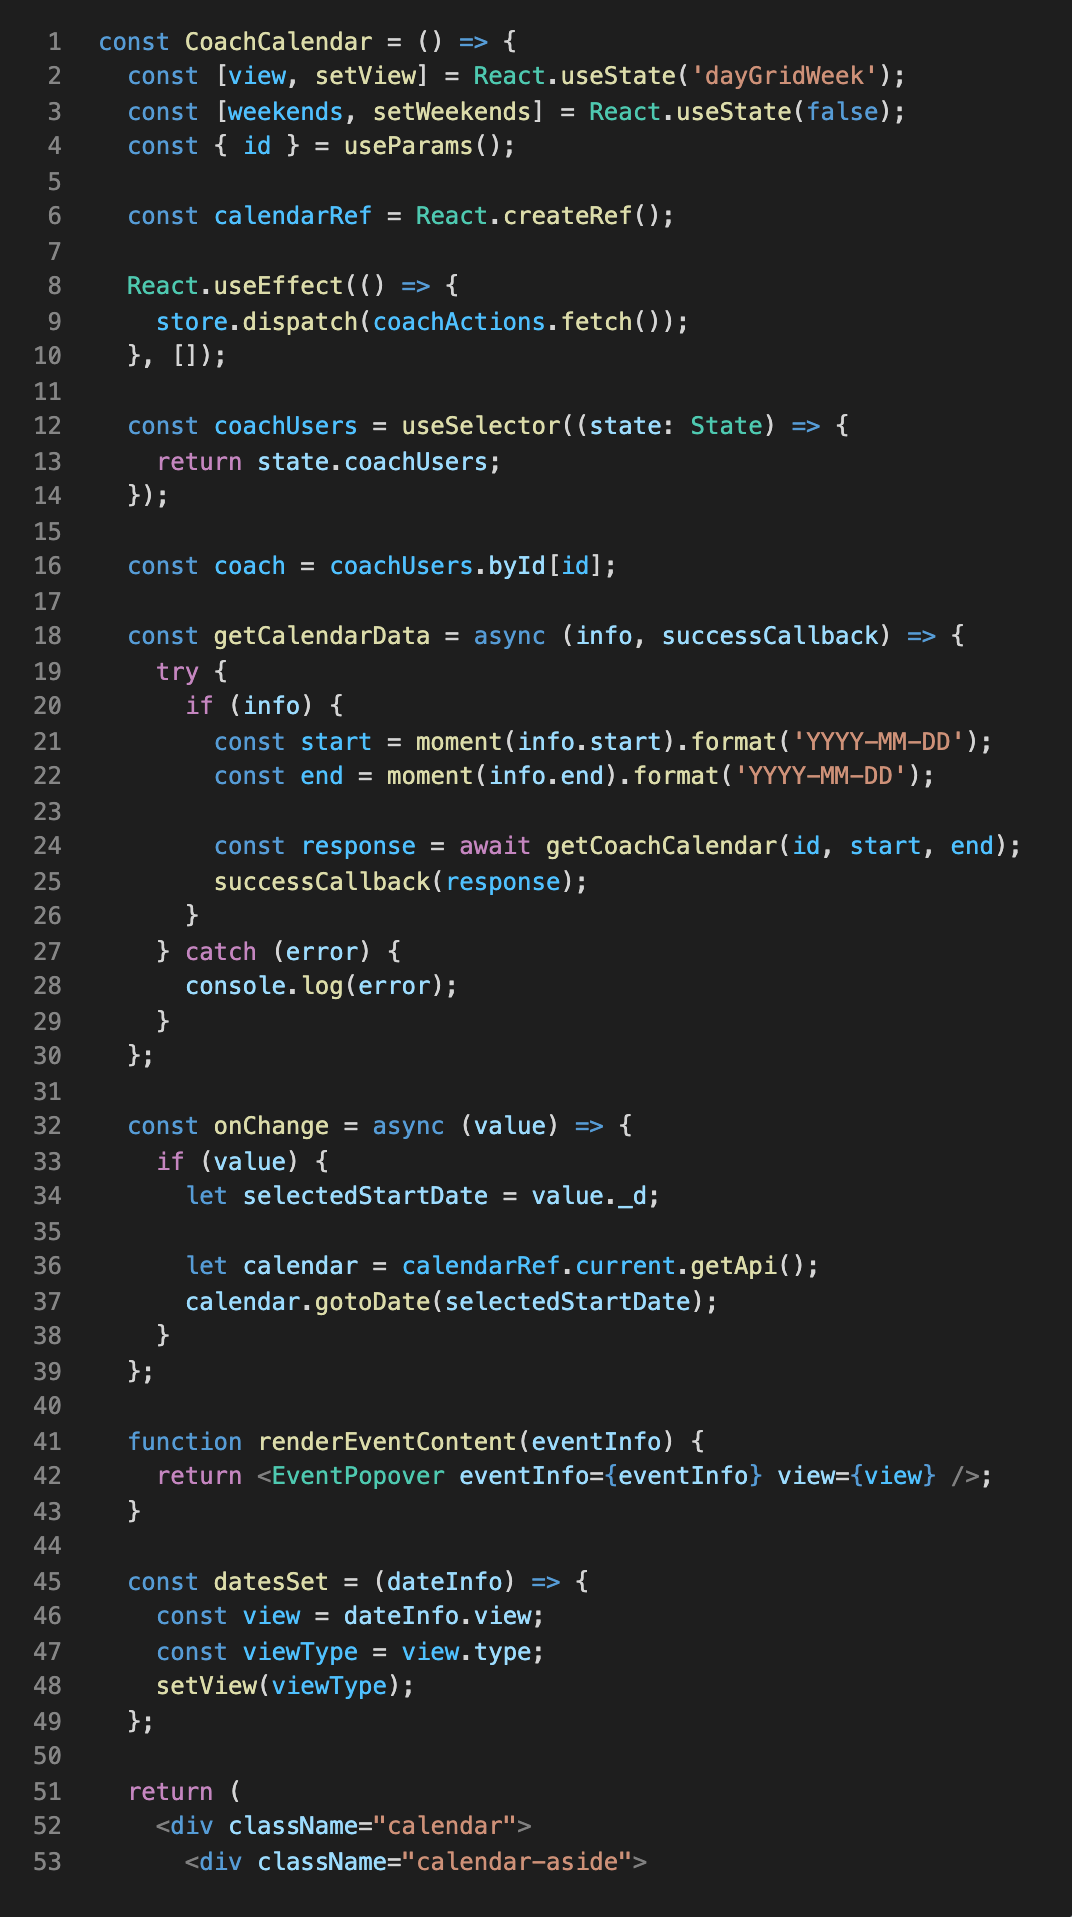 1 const CoachCalendar = () => {
2 const [view, setView] = React.useState('dayGridWeek');
3 const [weekends, setWeekends] = React.useState(false);
4 const { id } = useParams();
5
6 const calendarRef = React.createRef();
7
8 React.useEffect(() => {
9 store.dispatch(coachActions.fetch());
10 }, []);
11
12 const coachUsers = useSelector((state: State) => {
13 return state.coachUsers;
14 });
15
16 const coach = coachUsers.byId[id];
17
18 const getCalendarData = async (info, successCallback) => {
19 try {
20 if (info) {
21 const start = moment(info.start).format('YYYY-MM-DD');
22 const end = moment(info.end).format('YYYY-MM-DD');
23
24 const response = await getCoachCalendar(id, start, end);
25 successCallback(response);
26 }
27 } catch (error) {
28 console.log(error);
29 }
30 };
31
32 const onChange = async (value) => {
33 if (value) {
34 let selectedStartDate = value._d;
35
36 let calendar = calendarRef.current.getApi();
37 calendar.gotoDate(selectedStartDate);
38 }
39 };
40
41 function renderEventContent(eventInfo) {
42 return <EventPopover eventInfo={eventInfo} view={view} />;
43 }
44
45 const datesSet = (dateInfo) => {
46 const view = dateInfo.view;
47 const viewType = view.type;
48 setView(viewType);
49 };
50
51 return (
52 <div className="calendar">
53 <div className="calendar-aside">